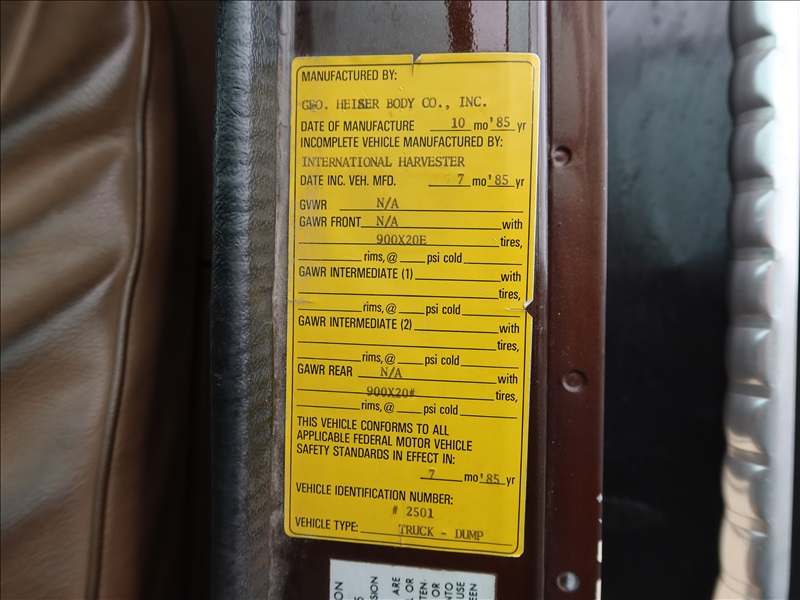 MANUFACTURED BY:
GEO. HEISER BODY CO., INC.
DATE OF MANUFACTURE 10 mo '85 yr
INCOMPLETE VEHICLE MANUFACTURED BY:
INTERNATIONAL HARVESTER
DATE INC. VEH. MFD. 7 mo '85 yr
GVWR N/A
GAWR FRONT N/A with
900X20E tires,
rims, @ psi cold
GAWR INTERMEDIATE (1) with
tires,
rims, @ psi cold
GAWR INTERMEDIATE (2) with
tires,
rims, @ psi cold
GAWR REAR N/A with
900X20# tires,
rims, @ psi cold
THIS VEHICLE CONFORMS TO ALL
APPLICABLE FEDERAL MOTOR VEHICLE
SAFETY STANDARDS IN EFFECT IN:
7 mo '85 yr
VEHICLE IDENTIFICATION NUMBER:
# 2501
VEHICLE TYPE: TRUCK - DUMP